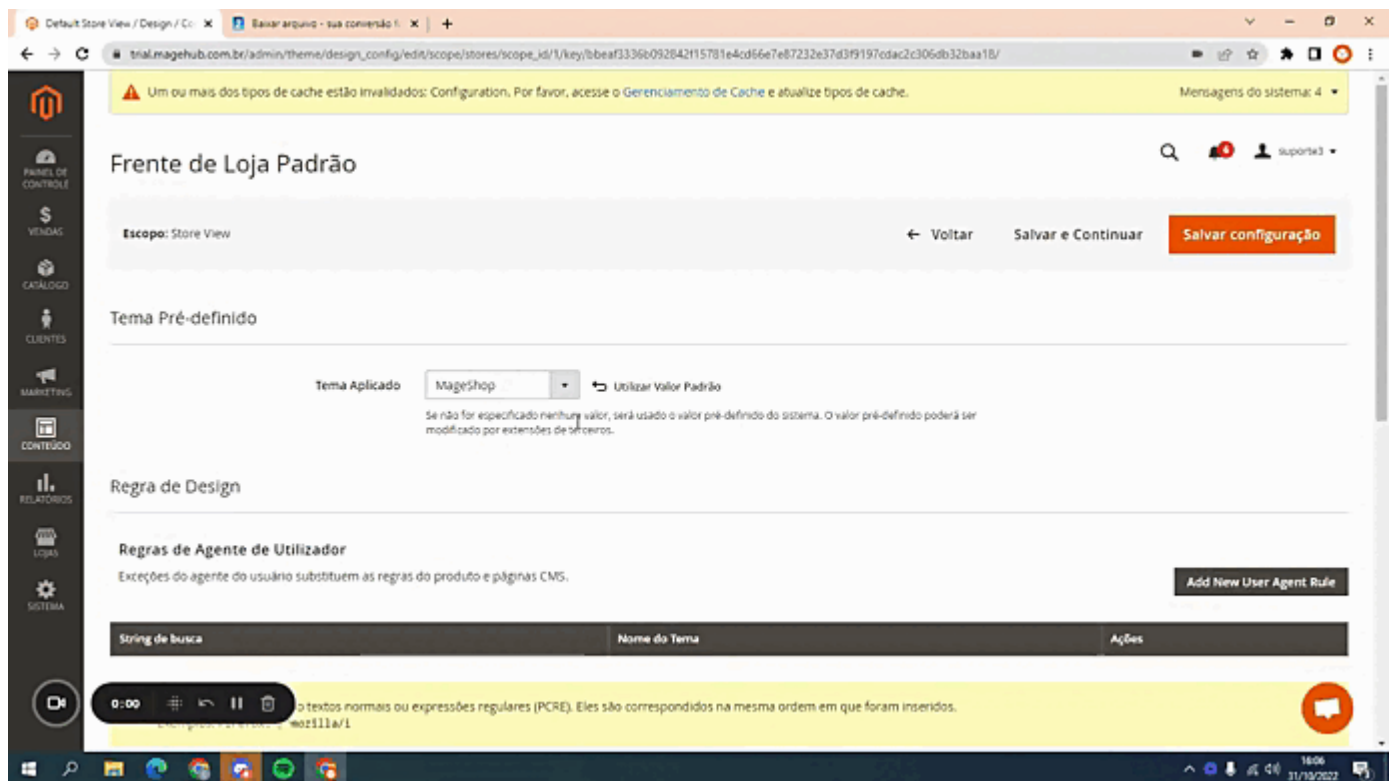 Default Store View / Design / Co
Baixar arquivo - sua conversão f
trial.magehub.com.br/admin/theme/design_config/edit/scope/stores/scope_id/1/key/bbeaf3336b092842f15781e4cd66e7e87232e37d3f9197cdac2c306db32baa18/
Um ou mais dos tipos de cache estão invalidados: Configuration. Por favor, acesse o Gerenciamento de Cache e atualize tipos de cache.
Mensagens do sistema: 4
Frente de Loja Padrão
suporte3
PAINEL DE
CONTROLE
VENDAS
CATÁLOGO
CLIENTES
MARKETING
CONTEÚDO
RELATÓRIOS
LOJAS
SISTEMA
Escopo: Store View
Voltar
Salvar e Continuar
Salvar configuração
Tema Pré-definido
Tema Aplicado
MageShop
Utilizar Valor Padrão
Se não for especificado nenhum valor, será usado o valor pré-definido do sistema. O valor pré-definido poderá ser
modificado por extensões de terceiros.
Regra de Design
Regras de Agente de Utilizador
Exceções do agente do usuário substituem as regras do produto e páginas CMS.
Add New User Agent Rule
String de busca
Nome do Tema
Ações
0:00
textos normais ou expressões regulares (PCRE). Eles são correspondidos na mesma ordem em que foram inseridos.
mozilla/i
16:06
31/10/2022